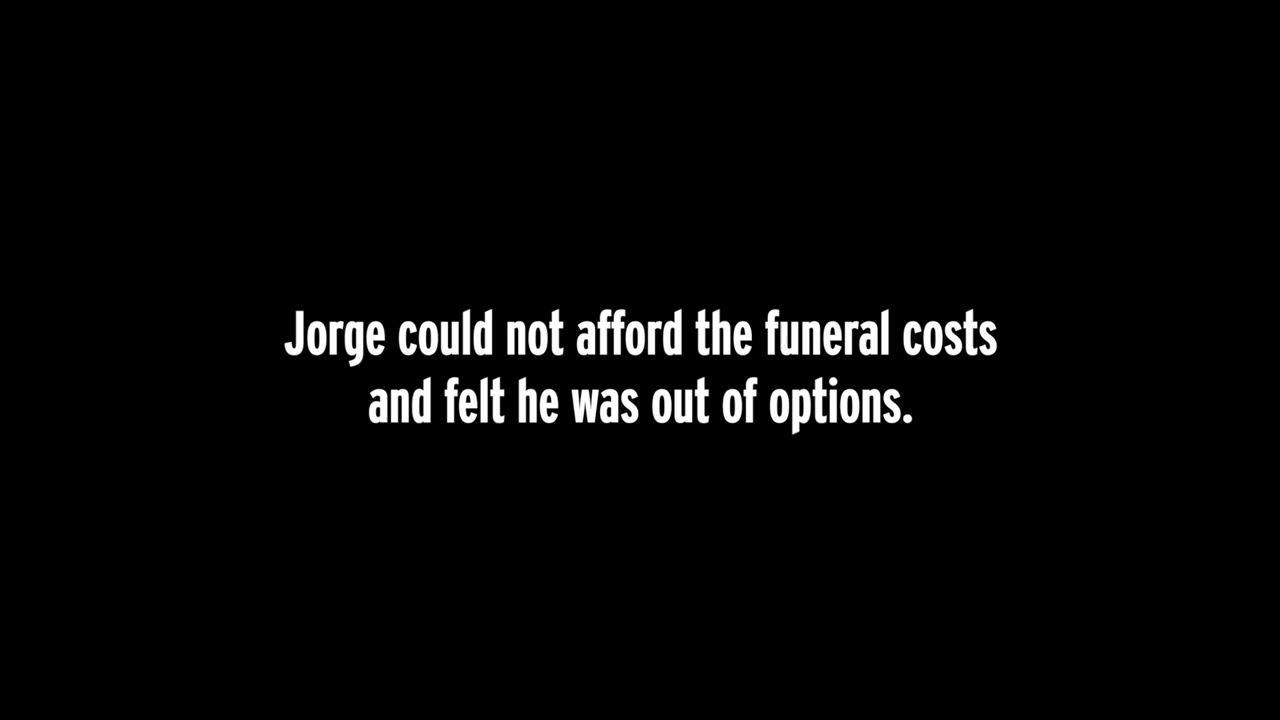 Jorge could not afford the funeral costs
and felt he was out of options.